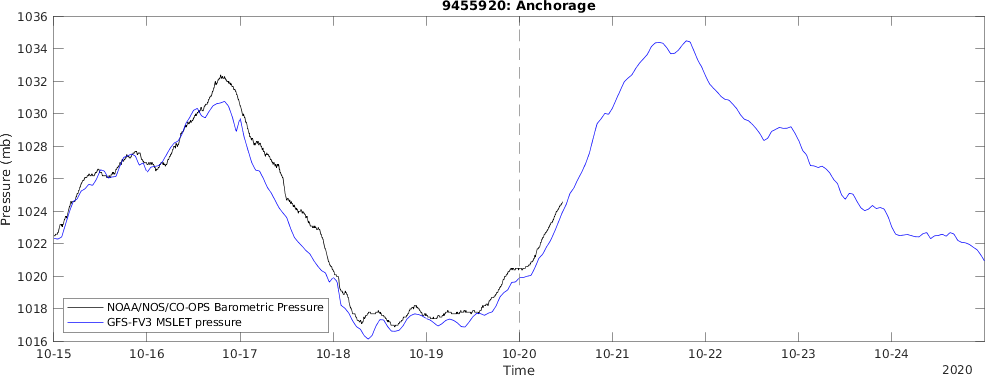 9455920: Anchorage
1036
1034
1032
1030
1028
1026
1024
1022
1020
1018
1016
Pressure (mb)
NOAA/NOS/CO-OPS Barometric Pressure
GFS-FV3 MSLET pressure
10-15 10-16 10-17 10-18 10-19 10-20 10-21 10-22 10-23 10-24
Time
2020